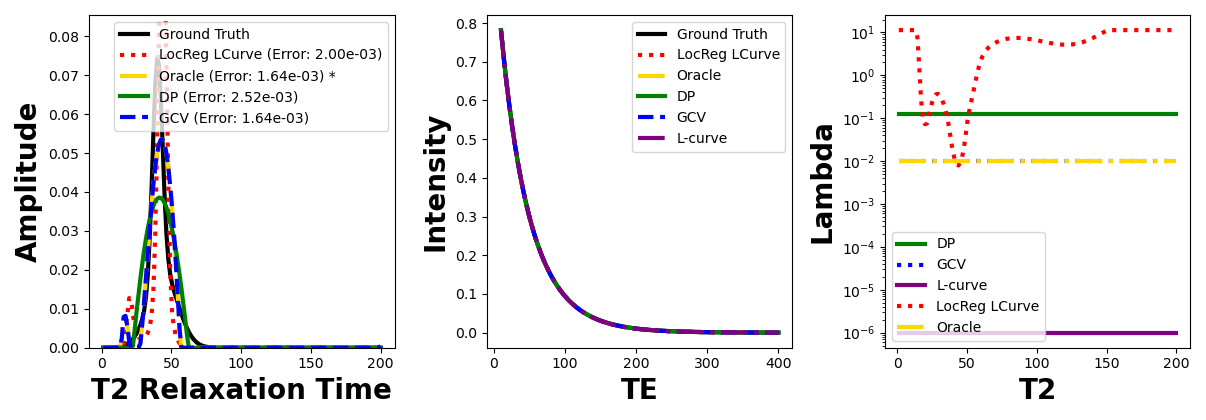 0.08
0.07
0.06
0.05
0.04
0.03
0.02
0.01
0.00
Amplitude
Ground Truth
LocReg LCurve (Error: 2.00e-03)
Oracle (Error: 1.64e-03) *
DP (Error: 2.52e-03)
GCV (Error: 1.64e-03)
0 50 100 150 200
T2 Relaxation Time
0.8
0.7
0.6
0.5
0.4
0.3
0.2
0.1
0.0
Intensity
Ground Truth
LocReg LCurve
Oracle
DP
GCV
L-curve
0 100 200 300 400
TE
10¹
10⁰
10⁻¹
10⁻²
10⁻³
10⁻⁴
10⁻⁵
10⁻⁶
Lambda
DP
GCV
L-curve
LocReg LCurve
Oracle
0 50 100 150 200
T2